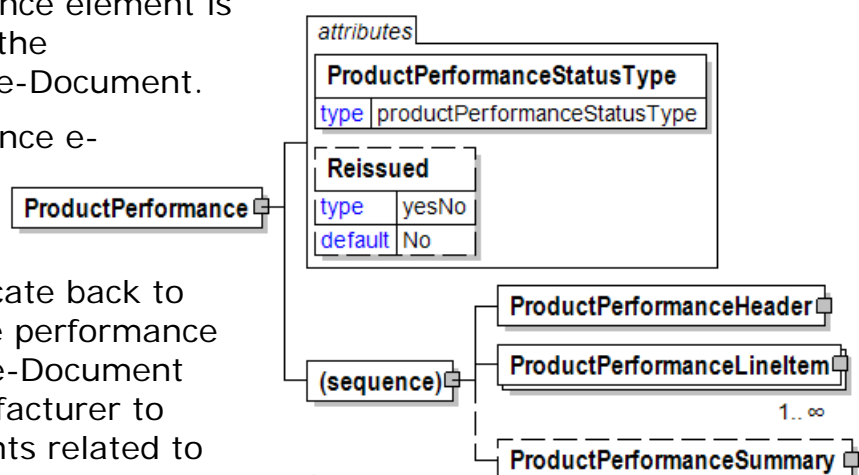 nce element is
the
e-Document.
nce e-
cate back to
e performance
e-Document
facturer to
nts related to
attributes
ProductPerformanceStatusType
type productPerformanceStatusType
Reissued
type yesNo
default No
ProductPerformance
(sequence)
ProductPerformanceHeader
ProductPerformanceLineItem
1.. ∞
ProductPerformanceSummary